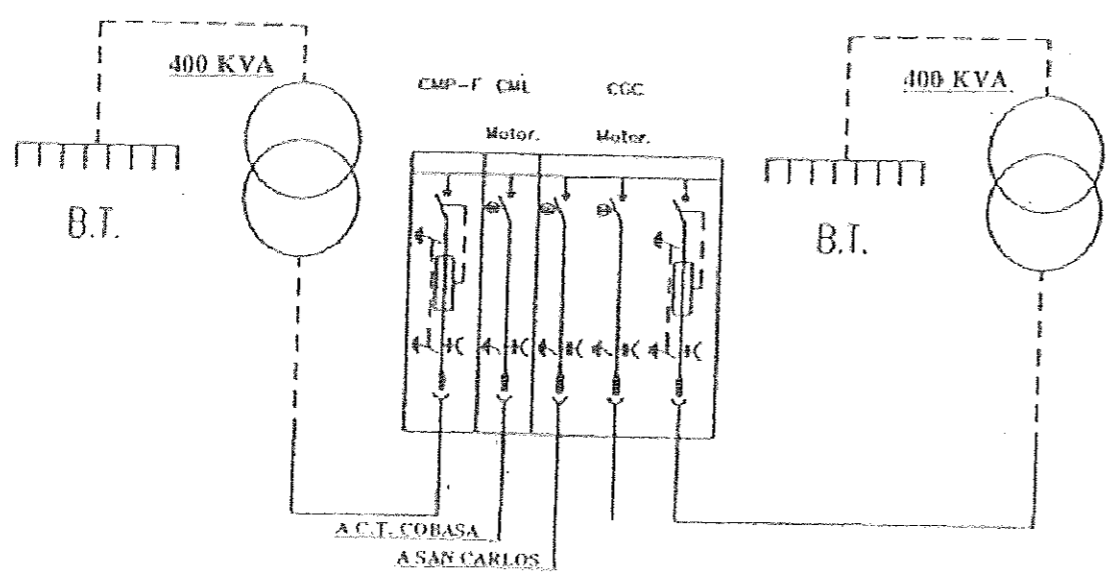 400 KVA
CMP-F CML CGC
400 KVA
Motor. Motor.
B.T.
B.T.
A C.T. COBASA
A SAN CARLOS